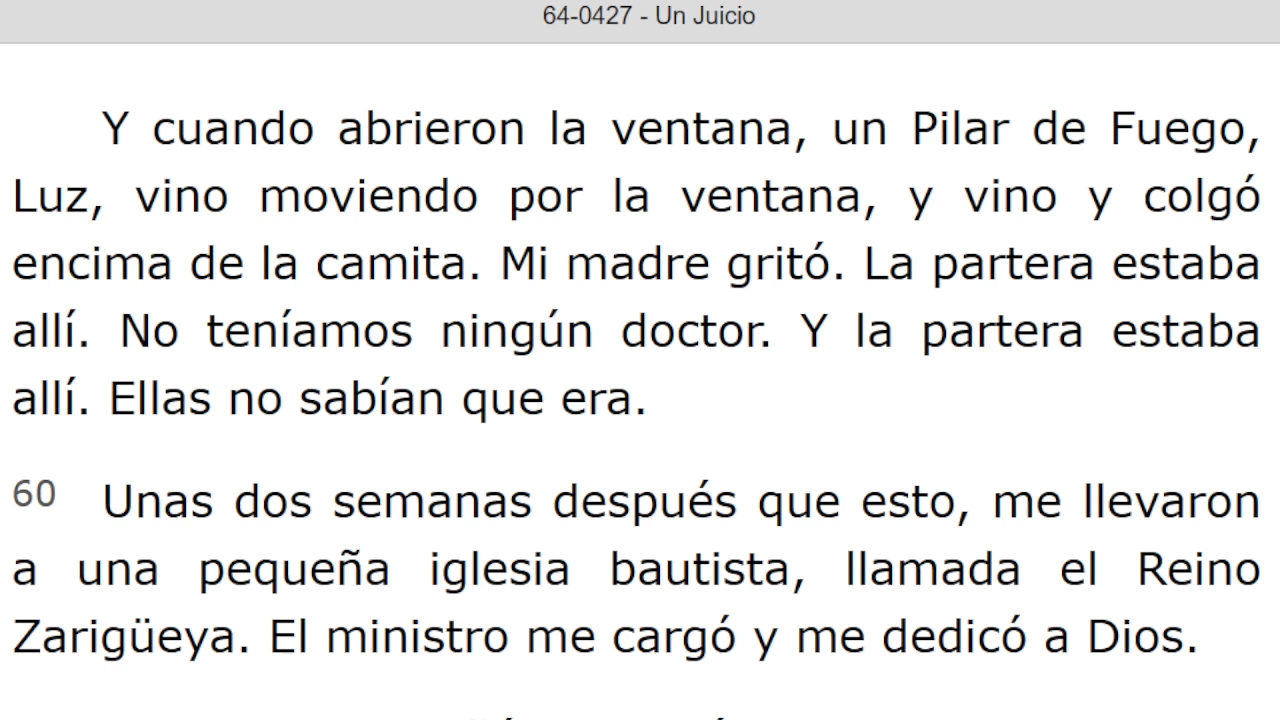 64-0427 - Un Juicio
Y cuando abrieron la ventana, un Pilar de Fuego,
Luz, vino moviendo por la ventana, y vino y colgó
encima de la camita. Mi madre gritó. La partera estaba
allí. No teníamos ningún doctor. Y la partera estaba
allí. Ellas no sabían que era.
60 Unas dos semanas después que esto, me llevaron
a una pequeña iglesia bautista, llamada el Reino
Zarigüeya. El ministro me cargó y me dedicó a Dios.